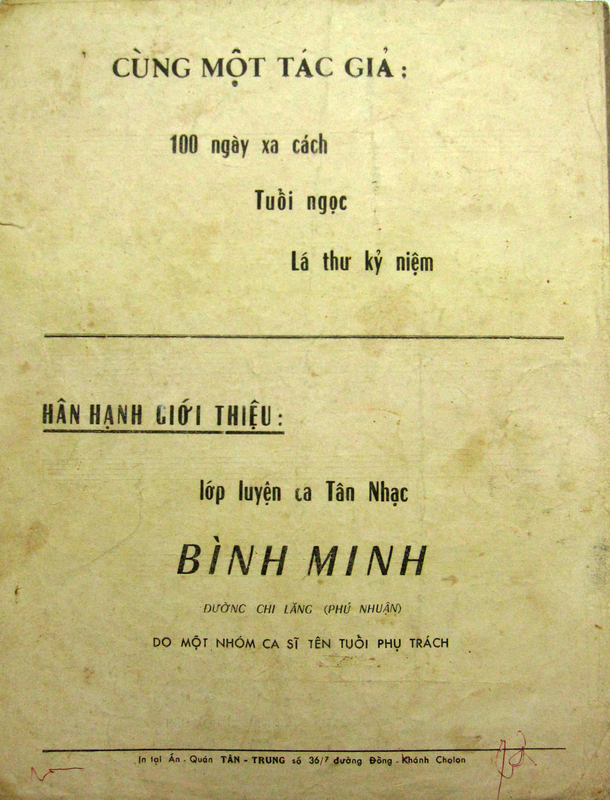 CÙNG MỘT TÁC GIẢ :
100 ngày xa cách
Tuổi ngọc
Lá thư kỷ niệm
HÂN HẠNH GIỚI THIỆU :
lớp luyện ca Tân Nhạc
BÌNH MINH
ĐƯỜNG CHI LĂNG (PHÚ NHUẬN)
DO MỘT NHÓM CA SĨ TÊN TUỔI PHỤ TRÁCH
In tại Ấn - Quán TÂN - TRUNG số 36/7 đường Đồng - Khánh Cholon